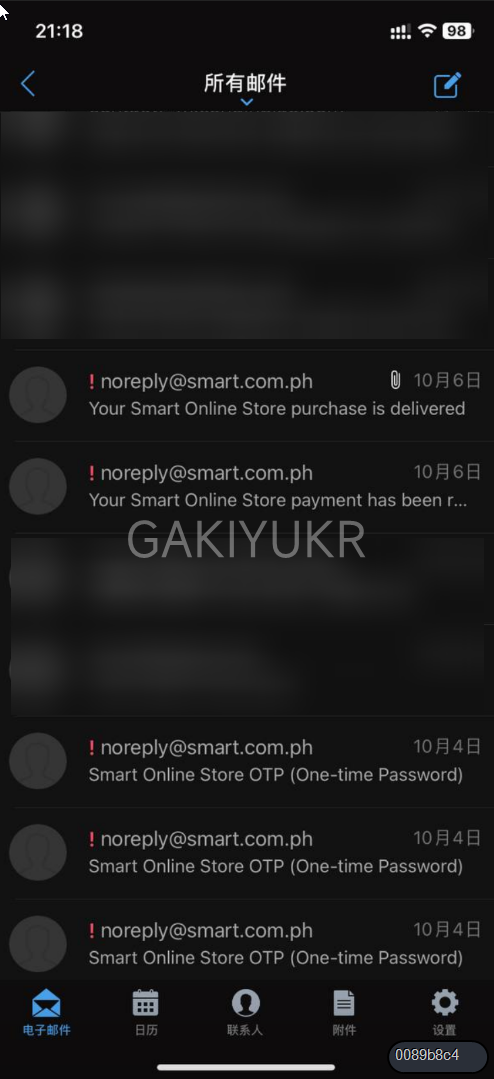 21:18
98
所有邮件
! noreply@smart.com.ph 10月6日
Your Smart Online Store purchase is delivered
! noreply@smart.com.ph 10月6日
Your Smart Online Store payment has been r...
GAKIYUKR
! noreply@smart.com.ph 10月4日
Smart Online Store OTP (One-time Password)
! noreply@smart.com.ph 10月4日
Smart Online Store OTP (One-time Password)
! noreply@smart.com.ph 10月4日
Smart Online Store OTP (One-time Password)
电子邮件 日历 联系人 附件 设置
0089b8c4